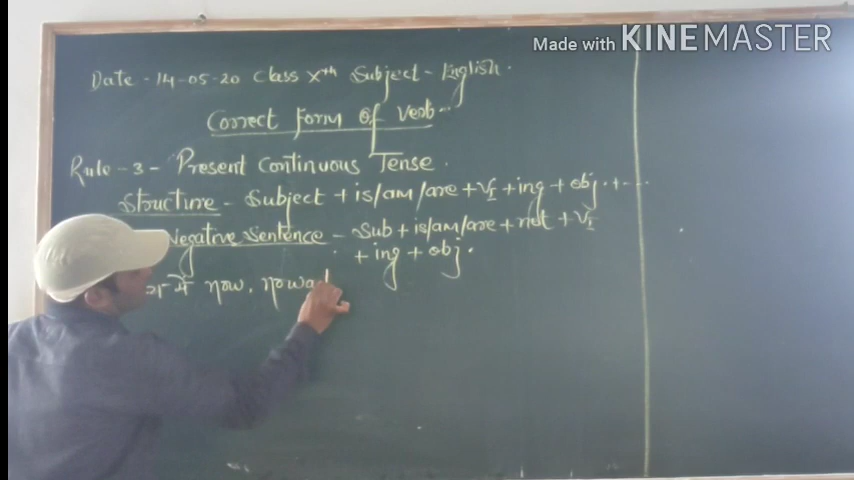 Made with KINEMASTER
Date - 14-05-20 Class Xth Subject - English.
Correct Form Of Verb
Rule - 3 - Present Continuous Tense.
Structure - Subject + is/am/are + VI + ing + obj. + ....
Negative Sentence - Sub + is/am/are + not + VI
+ ing + obj.
में now, nowa